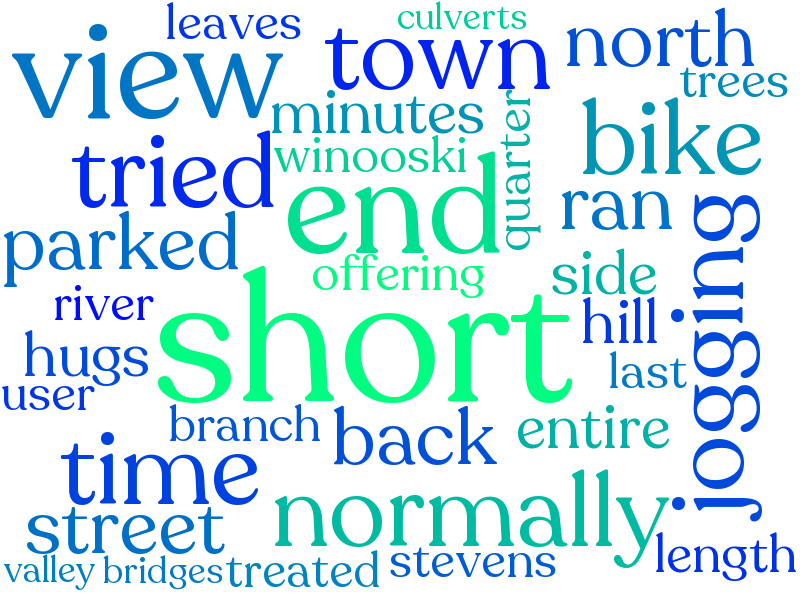 leaves
culverts
view
town
north
trees
minutes
quarter
bike
tried
winooski
end
ran
parked
offering
side
jogging
river
short
hill
hugs
last
user
branch
back
entire
time
normally
street
valley
bridges
treated
stevens
length